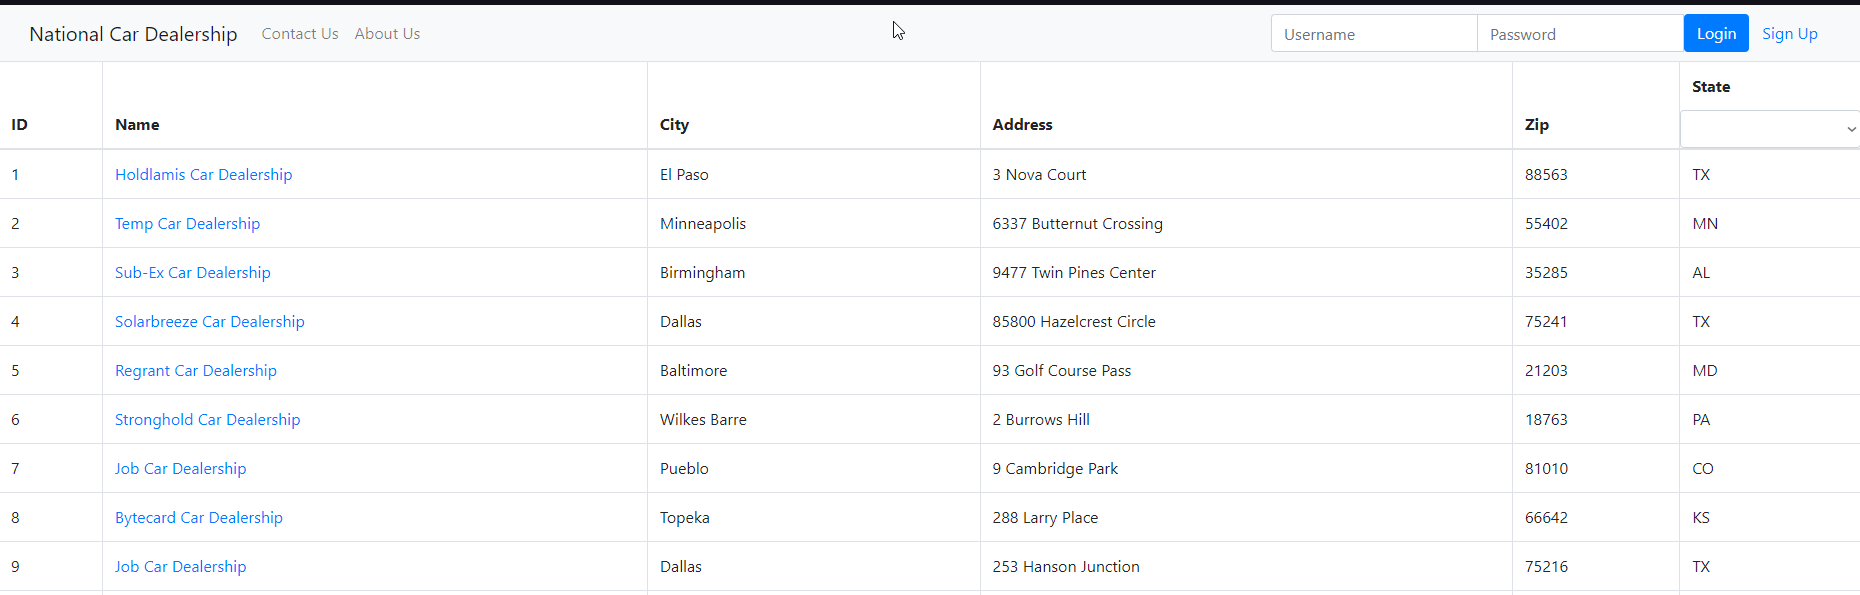 National Car Dealership Contact Us About Us Username Password Login Sign Up
State
ID Name City Address Zip
1 Holdlamis Car Dealership El Paso 3 Nova Court 88563 TX
2 Temp Car Dealership Minneapolis 6337 Butternut Crossing 55402 MN
3 Sub-Ex Car Dealership Birmingham 9477 Twin Pines Center 35285 AL
4 Solarbreeze Car Dealership Dallas 85800 Hazelcrest Circle 75241 TX
5 Regrant Car Dealership Baltimore 93 Golf Course Pass 21203 MD
6 Stronghold Car Dealership Wilkes Barre 2 Burrows Hill 18763 PA
7 Job Car Dealership Pueblo 9 Cambridge Park 81010 CO
8 Bytecard Car Dealership Topeka 288 Larry Place 66642 KS
9 Job Car Dealership Dallas 253 Hanson Junction 75216 TX